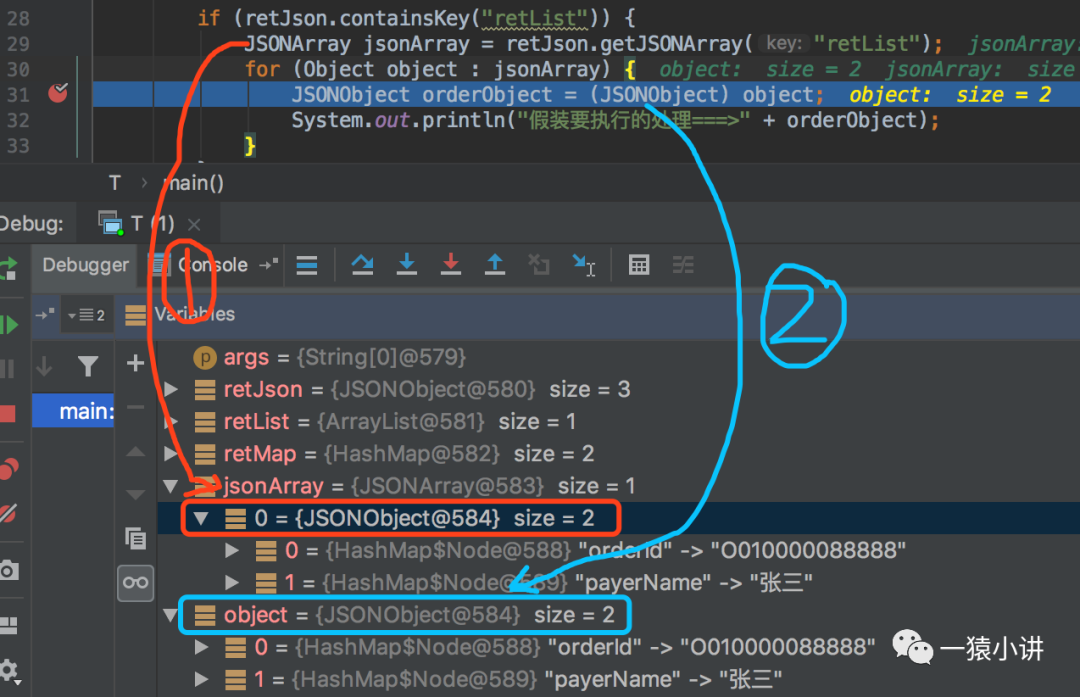 28 if (retJson.containsKey("retList")) {
29 JSONArray jsonArray = retJson.getJSONArray( key: "retList"); jsonArray:
30 for (Object object : jsonArray) { object: size = 2 jsonArray: size
31 JSONObject orderObject = (JSONObject) object; object: size = 2
32 System.out.println("假装要执行的处理===>" + orderObject);
33 }
T › main()
Debug: T (1) ×
Debugger Console
1
2
2 Variables
args = {String[0]@579}
retJson = {JSONObject@580} size = 3
retList = {ArrayList@581} size = 1
retMap = {HashMap@582} size = 2
main:
jsonArray = {JSONArray@583} size = 1
0 = {JSONObject@584} size = 2
0 = {HashMap$Node@588} "orderId" -> "O010000088888"
1 = {HashMap$Node@589} "payerName" -> "张三"
object = {JSONObject@584} size = 2
0 = {HashMap$Node@588} "orderId" -> "O010000088888"
1 = {HashMap$Node@589} "payerName" -> "张三"
一猿小讲